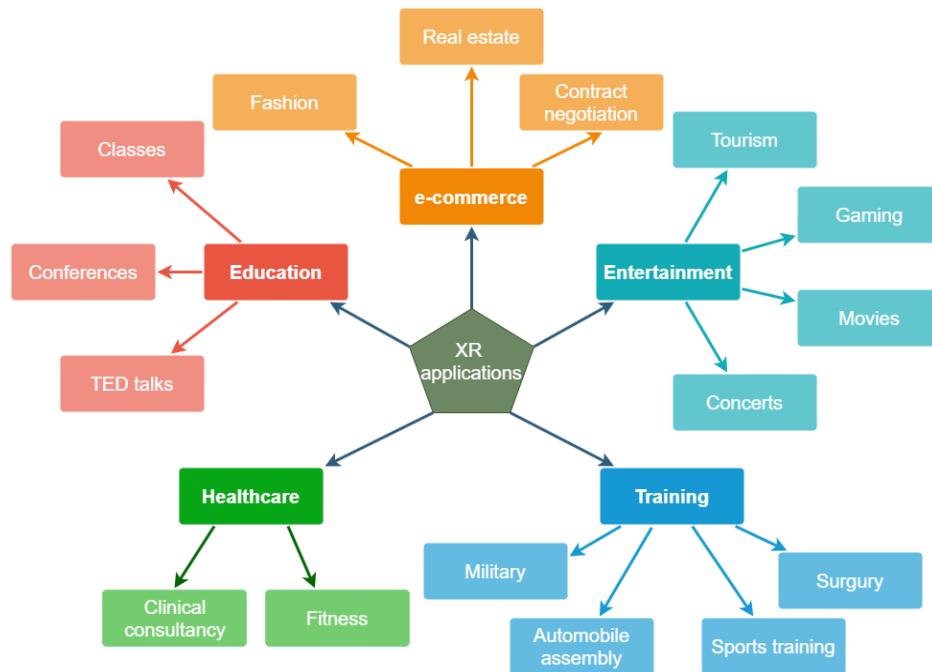 Real estate
Fashion
Contract
negotiation
Classes
Tourism
e-commerce
Gaming
Conferences
Education
Entertainment
Movies
XR
applications
TED talks
Concerts
Healthcare
Training
Military
Surgury
Clinical
consultancy
Fitness
Automobile
assembly
Sports training